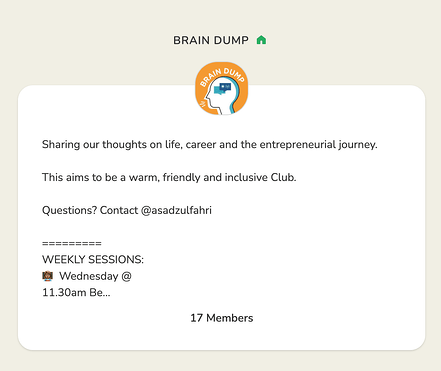 BRAIN DUMP
BRAIN DUMP
Sharing our thoughts on life, career and the entrepreneurial journey.
This aims to be a warm, friendly and inclusive Club.
Questions? Contact @asadzulfahri
=========
WEEKLY SESSIONS:
💼 Wednesday @
11.30am Be...
17 Members